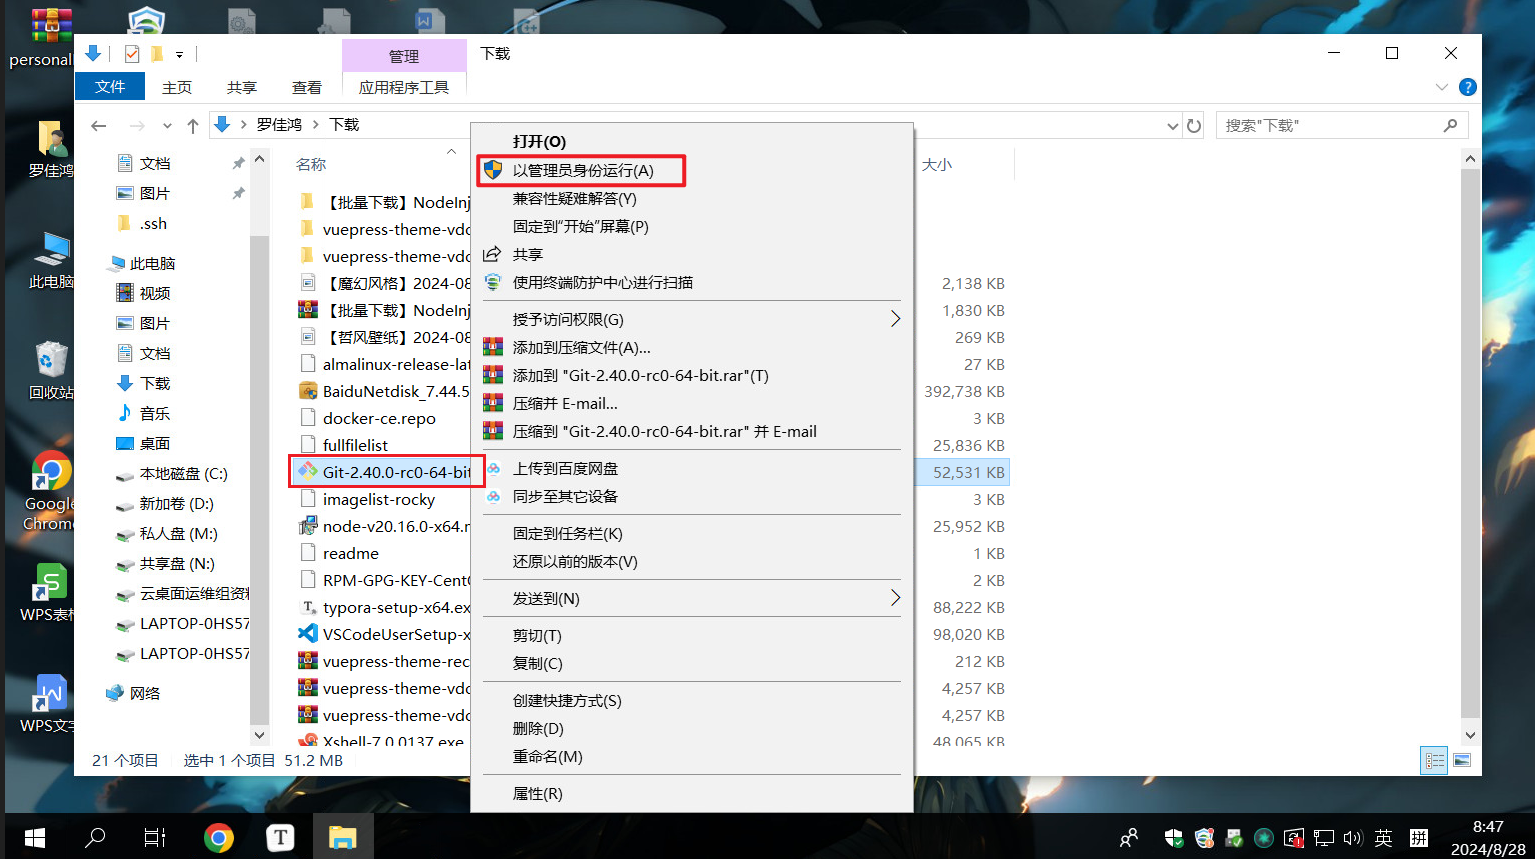 personal
罗佳鸿
此电脑
回收站
Google
Chrome
WPS表格
WPS文字
管理
下载
文件
主页
共享
查看
应用程序工具
罗佳鸿
下载
搜索"下载"
文档
图片
.ssh
此电脑
视频
图片
文档
下载
音乐
桌面
本地磁盘 (C:)
新加卷 (D:)
私人盘 (M:)
共享盘 (N:)
云桌面运维组资料
LAPTOP-0HS57
LAPTOP-0HS57
网络
名称
大小
【批量下载】NodeInj
vuepress-theme-vdo
vuepress-theme-vdo
【魔幻风格】2024-08
2,138 KB
【批量下载】NodeInj
1,830 KB
【哲风壁纸】2024-08
269 KB
almalinux-release-lat
27 KB
BaiduNetdisk_7.44.5
392,738 KB
docker-ce.repo
3 KB
fullfilelist
25,836 KB
Git-2.40.0-rc0-64-bit
52,531 KB
imagelist-rocky
3 KB
node-v20.16.0-x64.m
25,952 KB
readme
1 KB
RPM-GPG-KEY-CentO
2 KB
typora-setup-x64.ex
88,222 KB
VSCodeUserSetup-x
98,020 KB
vuepress-theme-rec
212 KB
vuepress-theme-vdo
4,257 KB
vuepress-theme-vdo
4,257 KB
Xshell-7.0.0137.exe
48,065 KB
打开(O)
以管理员身份运行(A)
兼容性疑难解答(Y)
固定到"开始"屏幕(P)
共享
使用终端防护中心进行扫描
授予访问权限(G)
添加到压缩文件(A)...
添加到 "Git-2.40.0-rc0-64-bit.rar"(T)
压缩并 E-mail...
压缩到 "Git-2.40.0-rc0-64-bit.rar" 并 E-mail
上传到百度网盘
同步至其它设备
固定到任务栏(K)
还原以前的版本(V)
发送到(N)
剪切(T)
复制(C)
创建快捷方式(S)
删除(D)
重命名(M)
属性(R)
21 个项目
选中 1 个项目 51.2 MB
英
拼
8:47
2024/8/28